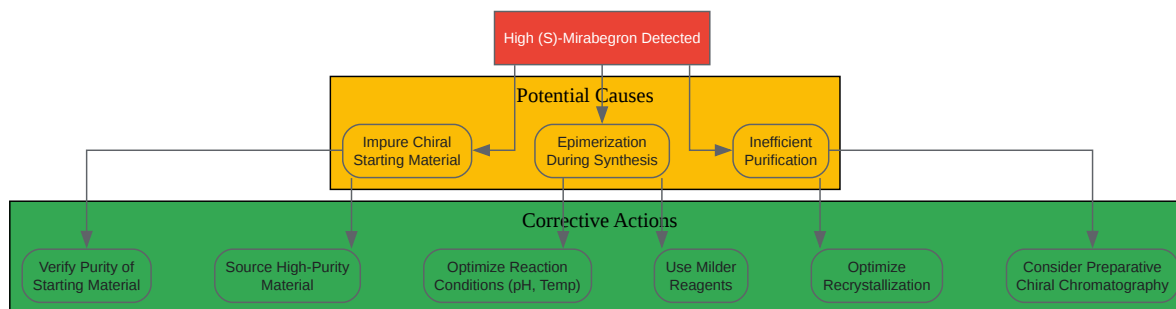 High (S)-Mirabegron Detected
Potential Causes
Impure Chiral
Starting Material
Epimerization
During Synthesis
Inefficient
Purification
Corrective Actions
Verify Purity of
Starting Material
Source High-Purity
Material
Optimize Reaction
Conditions (pH, Temp)
Use Milder
Reagents
Optimize
Recrystallization
Consider Preparative
Chiral Chromatography